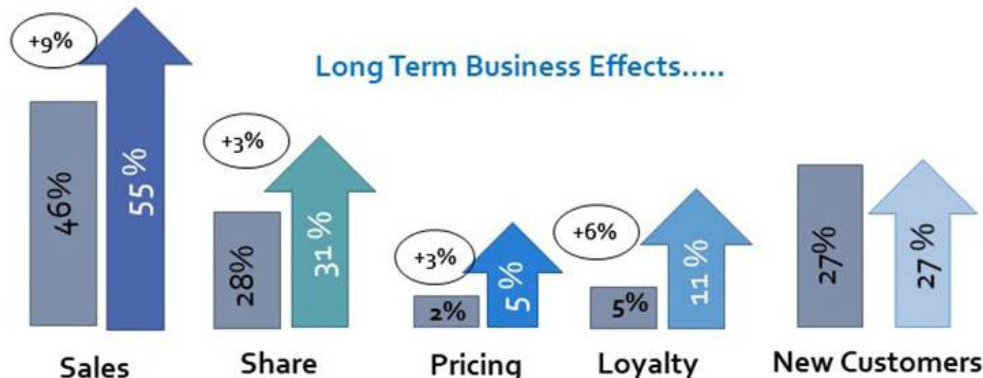 Long Term Business Effects.....
+9%
46%
55%
+3%
28%
31%
+3%
2%
5%
+6%
5%
11%
27%
27%
Sales
Share
Pricing
Loyalty
New Customers